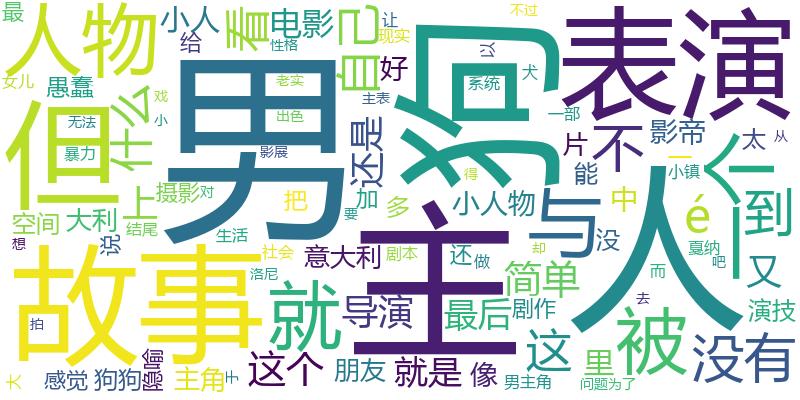 最
人物
小人
给
看
电影
性格
自己
让
现实
好
不过
以
狗
系统
犬
表演
女儿
愚蠢
戏
什么
小
但
无法
暴力
男
老实
出色
影展
还是
主表
一部
片
不
影帝
能
一
小镇
个
太
从
到
空间
大利
上
结尾
摄影
对
把
加
要
多
主
得
小人物
与
没
人
中
é
戛纳
吧
一
又
想
说
生活
社会
意大利
剧本
还
做
却
而
去
故事
洛尼
就
导演
最后
简单
剧作
这
里
被
没有
演技
拍
大
感觉
狗狗
隐喻
主角
于
这个
朋友
就是
像
男主角
问题
为了